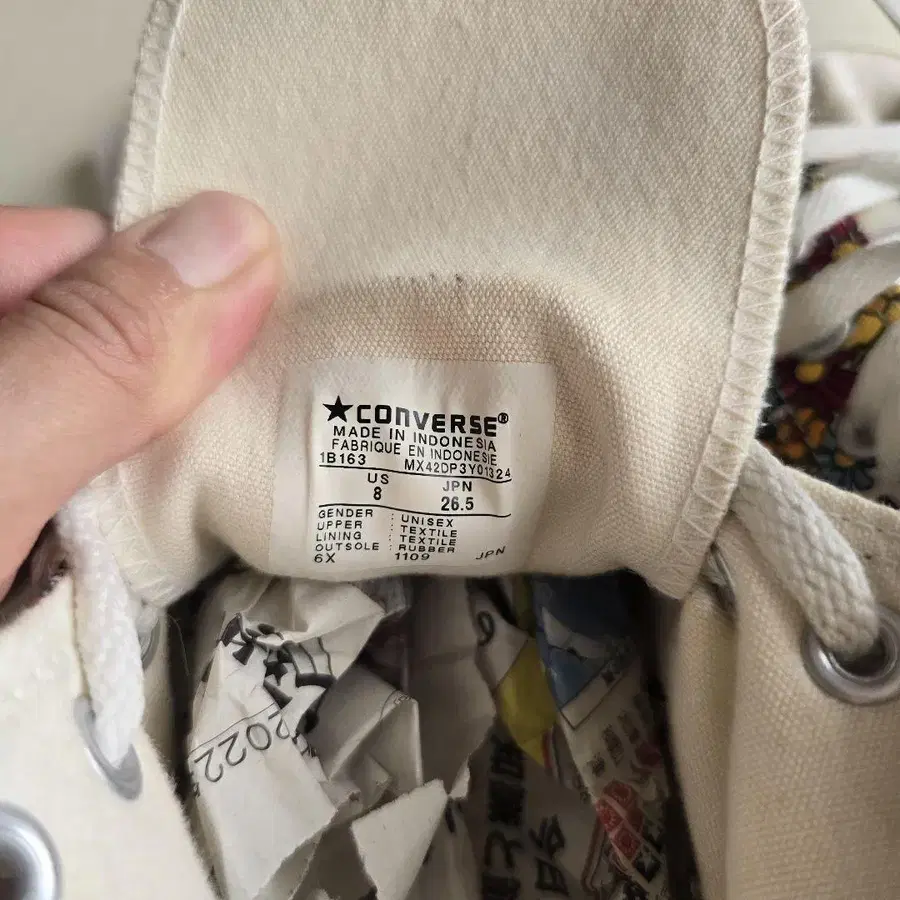 ★CONVERSE®
MADE IN INDONESIA
FABRIQUE EN INDONESIE
1B163 MX42DP3Y01324
US JPN
8 26.5
GENDER : UNISEX
UPPER : TEXTILE
LINING : TEXTILE
OUTSOLE : RUBBER
6X 1109 JPN
2022